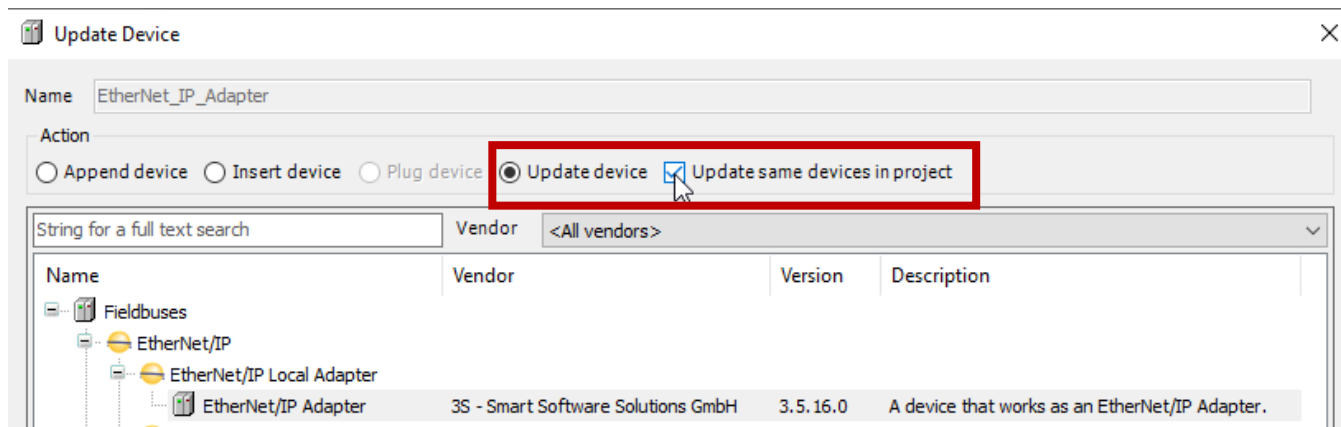 Update Device
Name EtherNet_IP_Adapter
Action
Append device Insert device Plug device Update device Update same devices in project
String for a full text search Vendor <All vendors>
Name Vendor Version Description
Fieldbuses
EtherNet/IP
EtherNet/IP Local Adapter
EtherNet/IP Adapter 3S - Smart Software Solutions GmbH 3.5.16.0 A device that works as an EtherNet/IP Adapter.